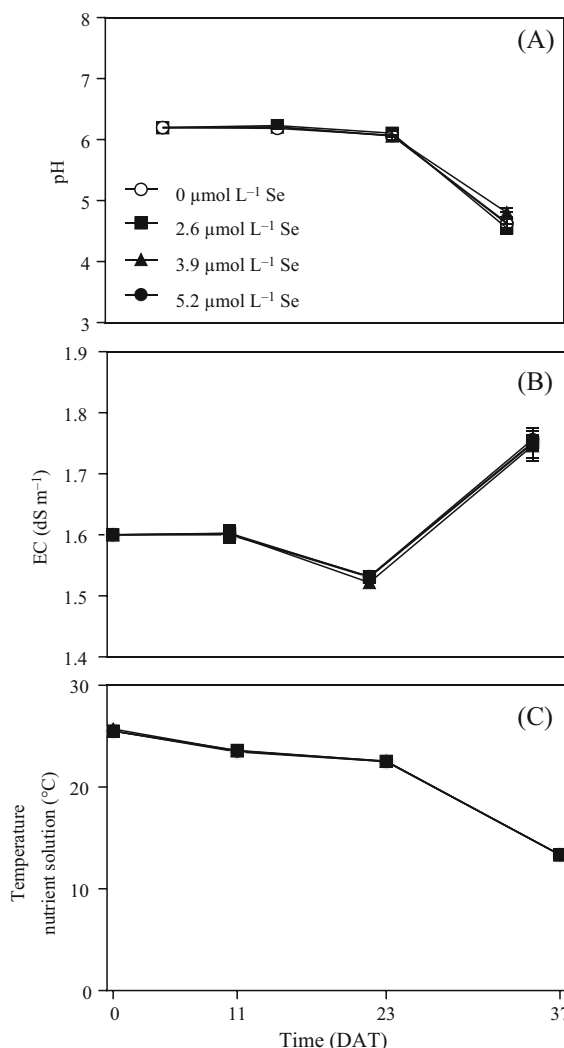 (A)
8
7
6
5
4
3
pH
0 µmol L⁻¹ Se
2.6 µmol L⁻¹ Se
3.9 µmol L⁻¹ Se
5.2 µmol L⁻¹ Se
(B)
1.9
1.8
1.7
1.6
1.5
1.4
EC (dS m⁻¹)
(C)
30
20
10
0
Temperature
nutrient solution (°C)
0 11 23 37
Time (DAT)